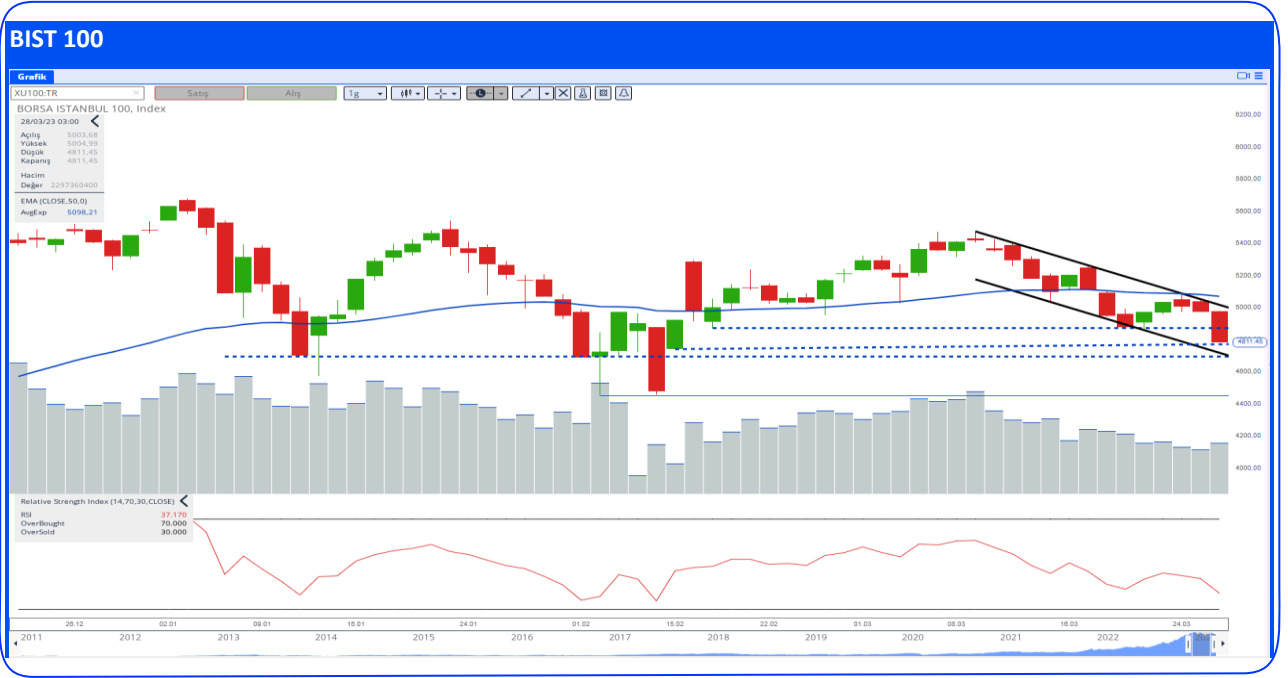 BIST 100
Grafik
XU100:TR
Satış
Alış
1g
L
BORSA ISTANBUL 100, Index
28/03/23 03:00
Açılış 5003,68
Yüksek 5004,99
Düşük 4811,45
Kapanış 4811,45
Hacim
Değer 2297360400
EMA (CLOSE,50,0)
AvgExp 5098,21
6200.00
6000.00
5800.00
5600.00
5400.00
5200.00
5000.00
4811.46
4600.00
4400.00
4200.00
4000.00
Relative Strength Index (14,70,30,CLOSE)
RSI 37.170
OverBought 70.000
OverSold 30.000
26.12 02.01 09.01 16.01 24.01 01.02 15.02 22.02 01.03 08.03 16.03 24.03
2011 2012 2013 2014 2015 2016 2017 2018 2019 2020 2021 2022